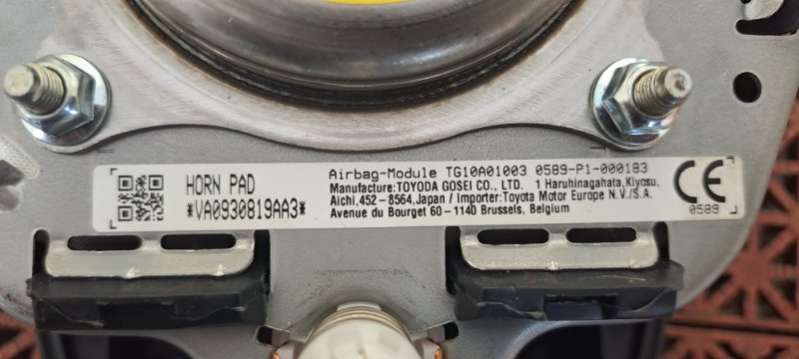 HORN PAD
*VA0930819AA3*
Airbag-Module TG10A01003 0589-P1-000183
Manufacture:TOYODA GOSEI CO., LTD. 1 Haruhinagahata,Kiyosu,
Aichi,452-8564,Japan / Importer:Toyota Motor Europe N.V./S.A.
Avenue du Bourget 60 - 1140 Brussels, Belgium
CE
0589